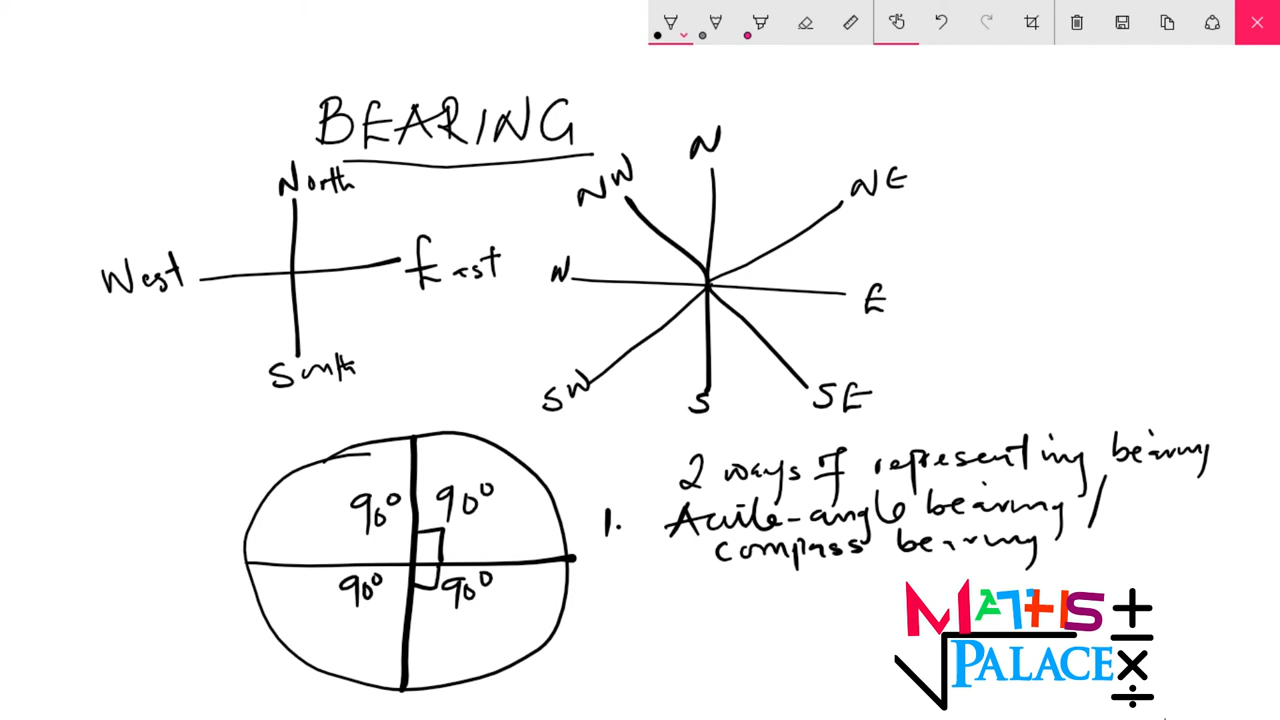 BEARING
North
West
East
South
N
NW
NE
W
E
SW
S
SE
90°
90°
90°
90°
2 ways of representing bearing
1. Acute-angle bearing /
compass bearing
MATHS
PALACE